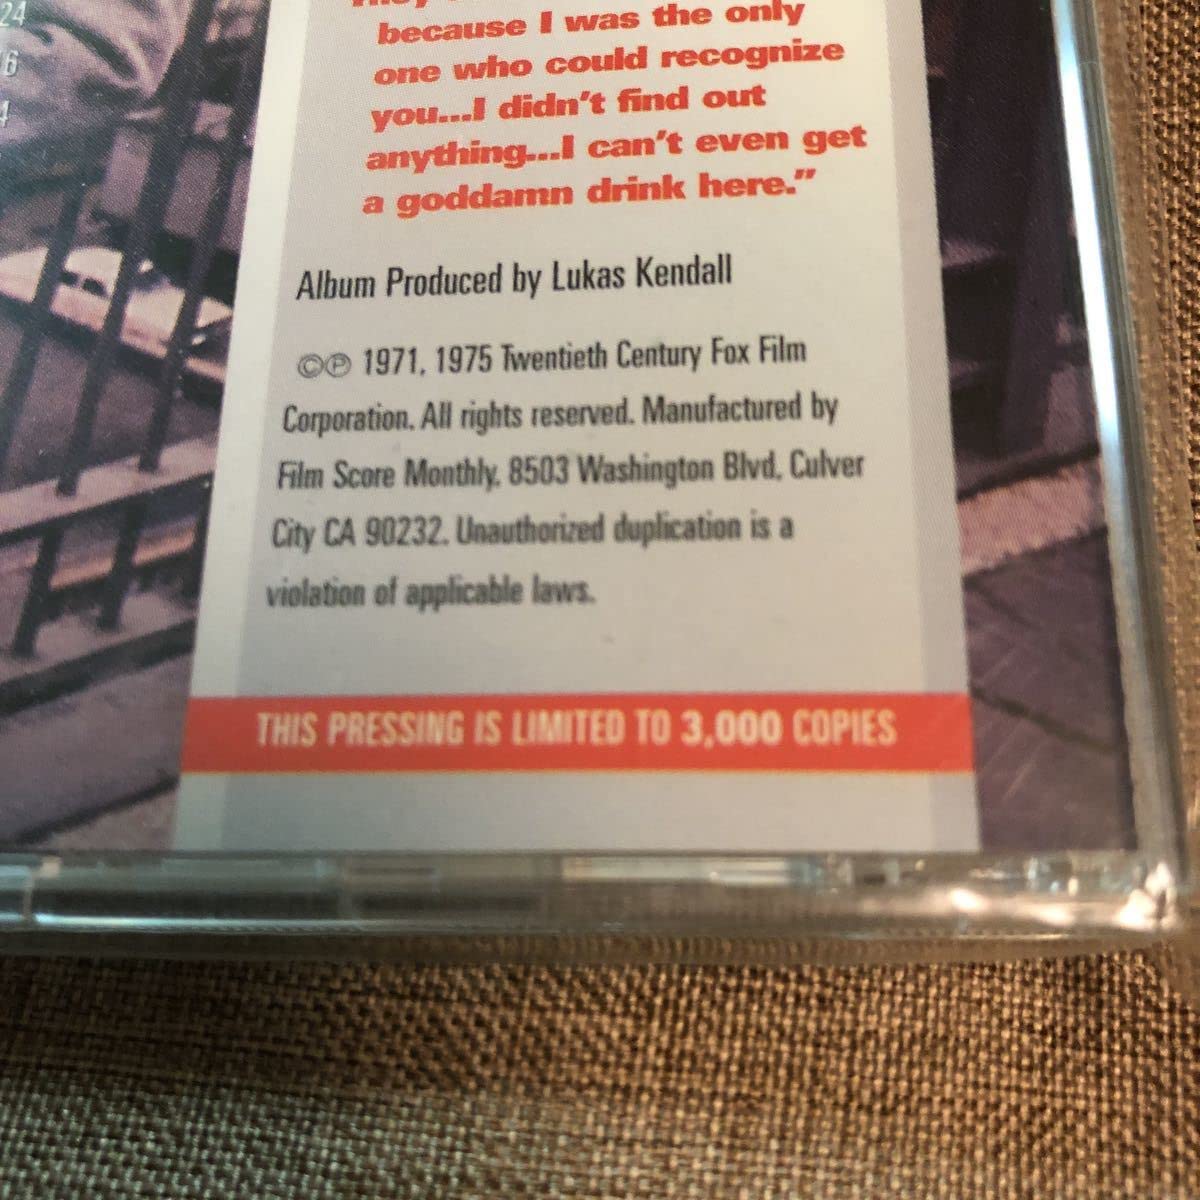 24
6
4
because I was the only
one who could recognize
you...I didn't find out
anything...I can't even get
a goddamn drink here."
Album Produced by Lukas Kendall
©℗ 1971, 1975 Twentieth Century Fox Film
Corporation. All rights reserved. Manufactured by
Film Score Monthly, 8503 Washington Blvd, Culver
City CA 90232. Unauthorized duplication is a
violation of applicable laws.
THIS PRESSING IS LIMITED TO 3,000 COPIES